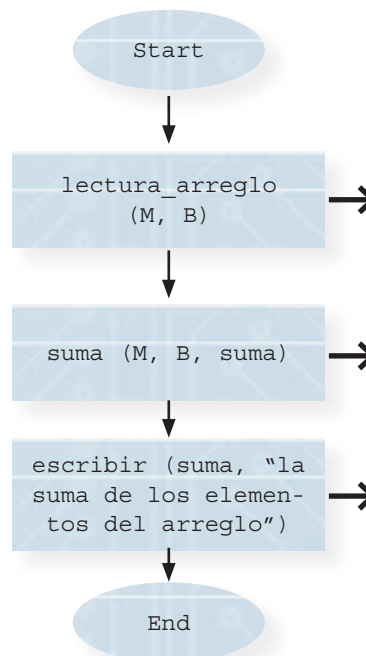 Start
lectura_arreglo
(M, B)
suma (M, B, suma)
escribir (suma, “la
suma de los elemen-
tos del arreglo”)
End